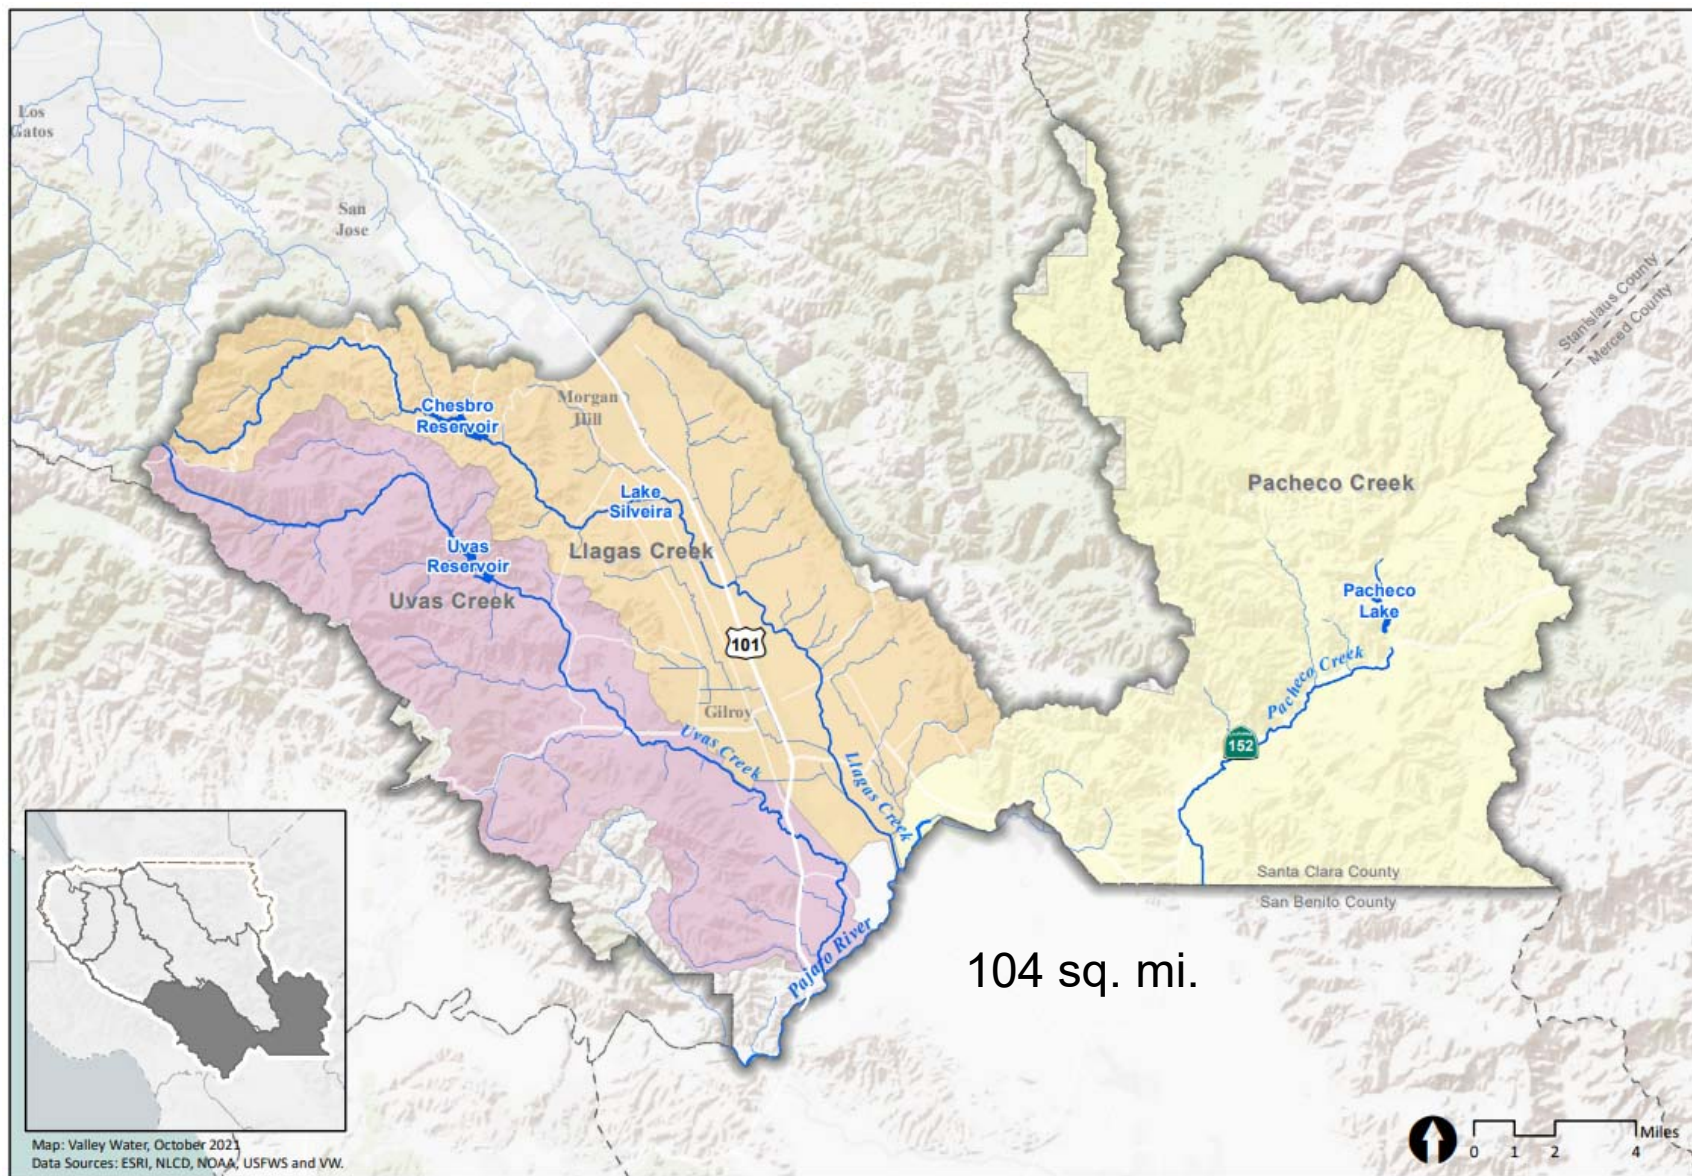 Los
Gatos
San
Jose
Stanislaus County
Merced County
Chesbro
Reservoir
Morgan
Hill
Lake
Silveira
Pacheco Creek
Uvas
Reservoir
Llagas Creek
Uvas Creek
Pacheco
Lake
101
Pacheco Creek
Gilroy
Uvas Creek
152
Llagas Creek
Santa Clara County
San Benito County
Pajaro River
104 sq. mi.
Map: Valley Water, October 2021
Data Sources: ESRI, NLCD, NOAA, USFWS and VW.
Miles
0 1 2 4